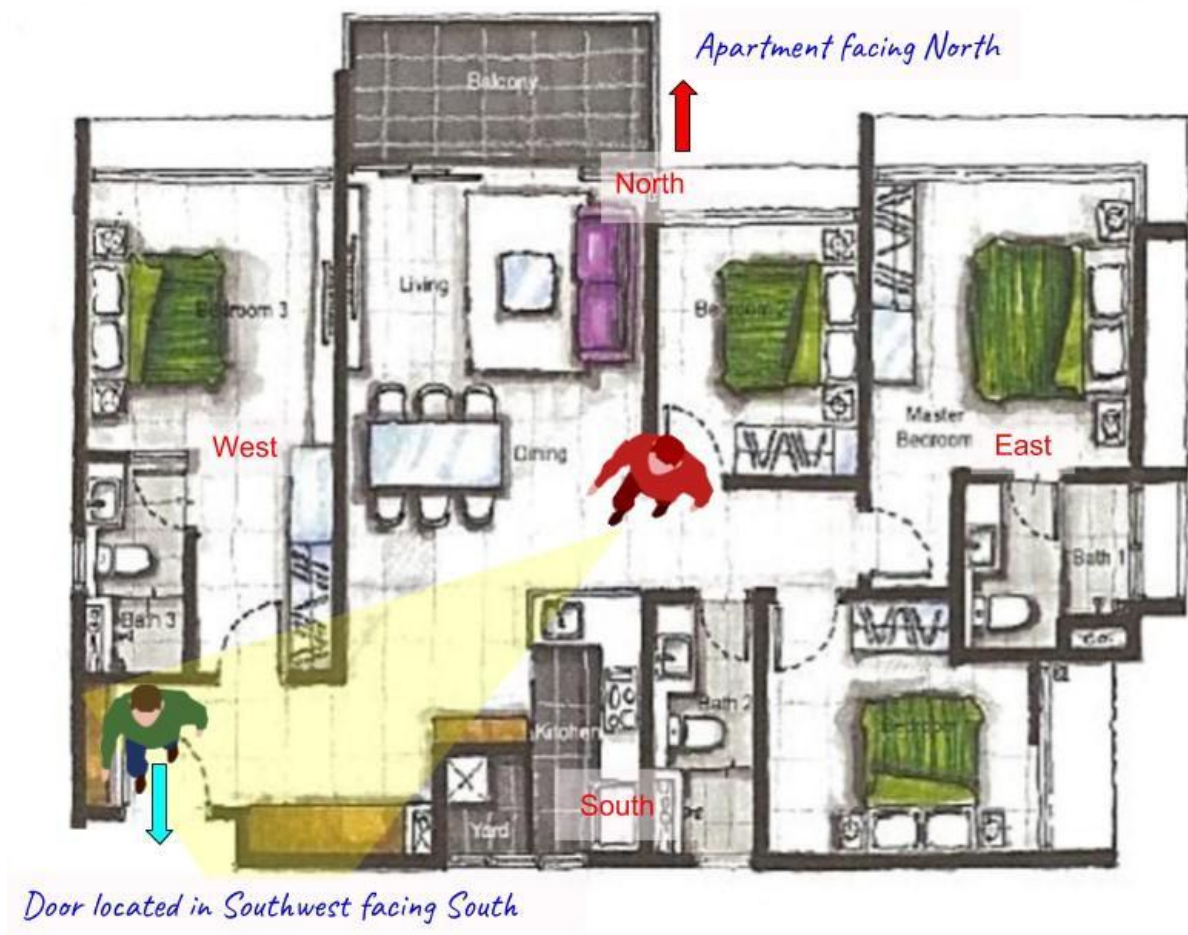 Apartment facing North
Balcony
North
Living
Bedroom 3
Bedroom 2
Master
Bedroom
East
West
Dining
Bath 1
Bath 3
Bath 2
Kitchen
South
Yard
Door located in Southwest facing South